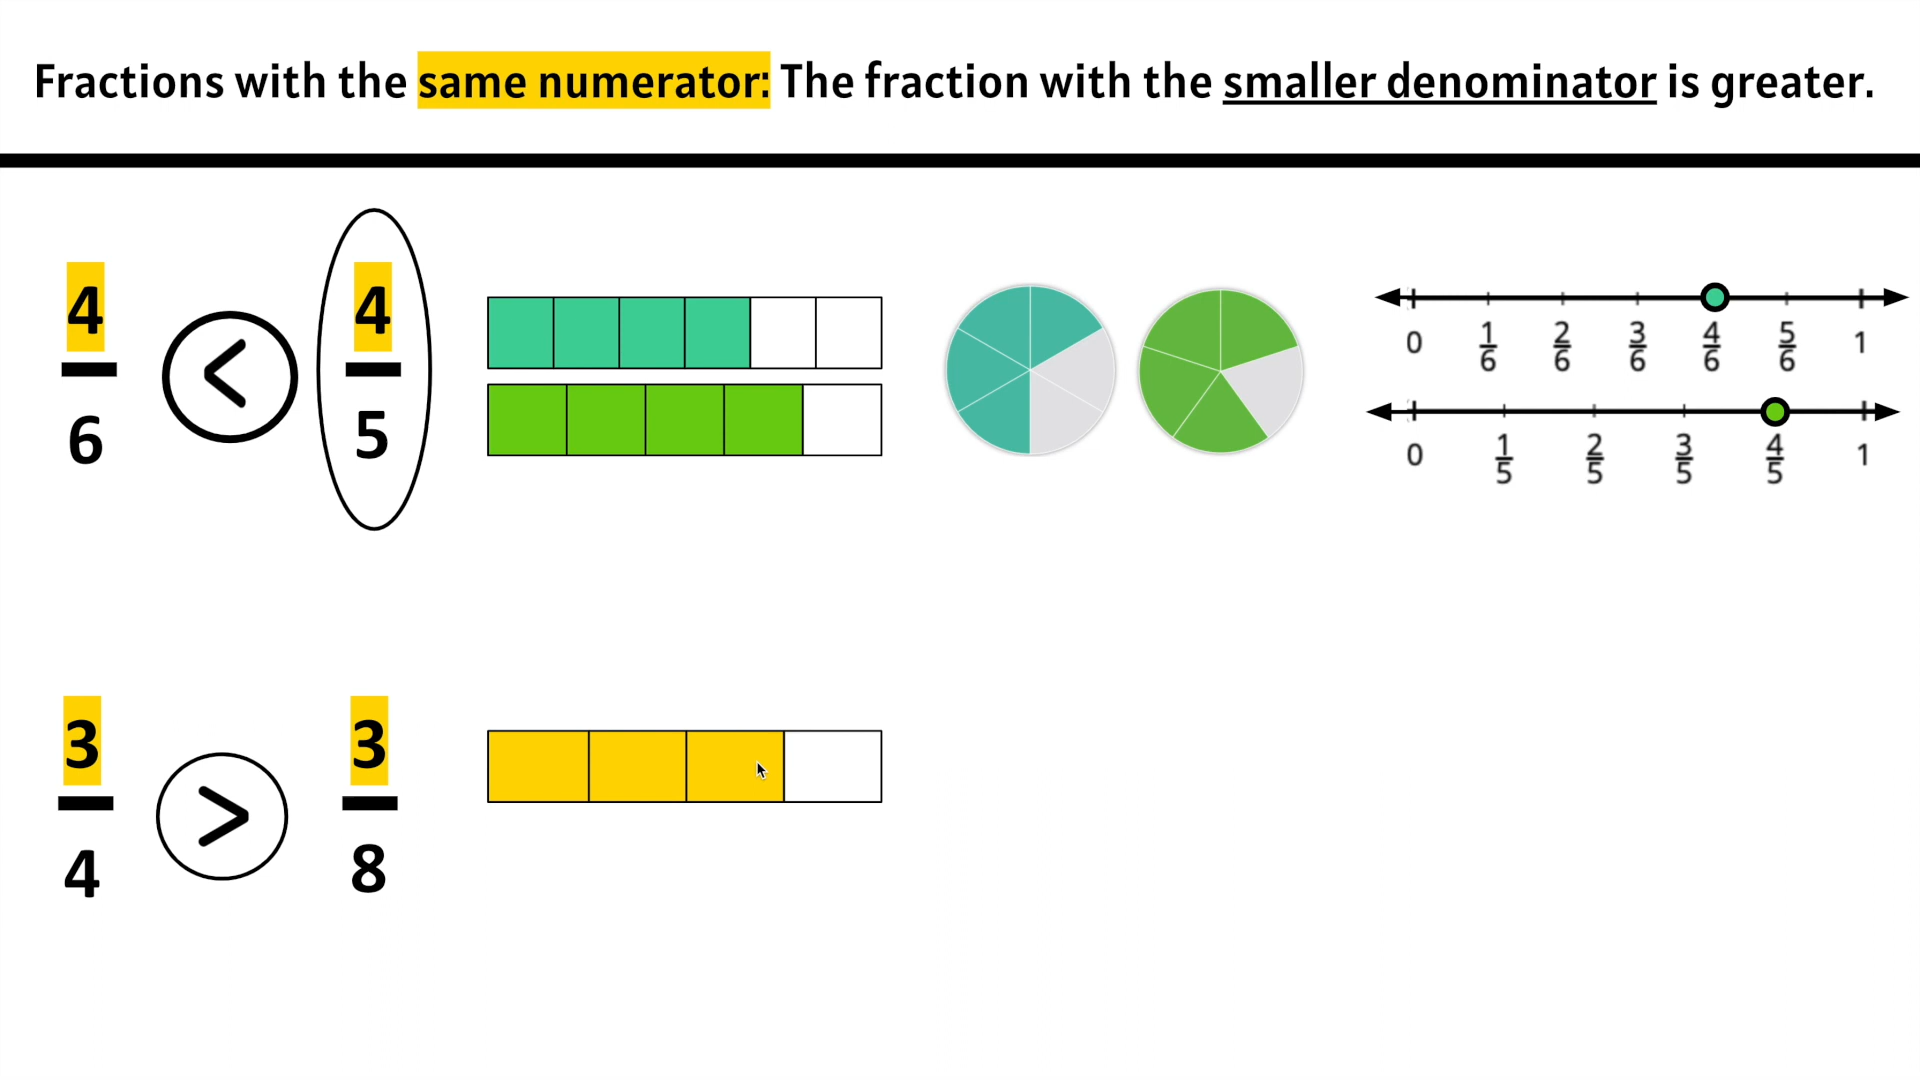 Fractions with the same numerator: The fraction with the smaller denominator is greater.
4/6 < 4/5
0 1/6 2/6 3/6 4/6 5/6 1
0 1/5 2/5 3/5 4/5 1
3/4 > 3/8